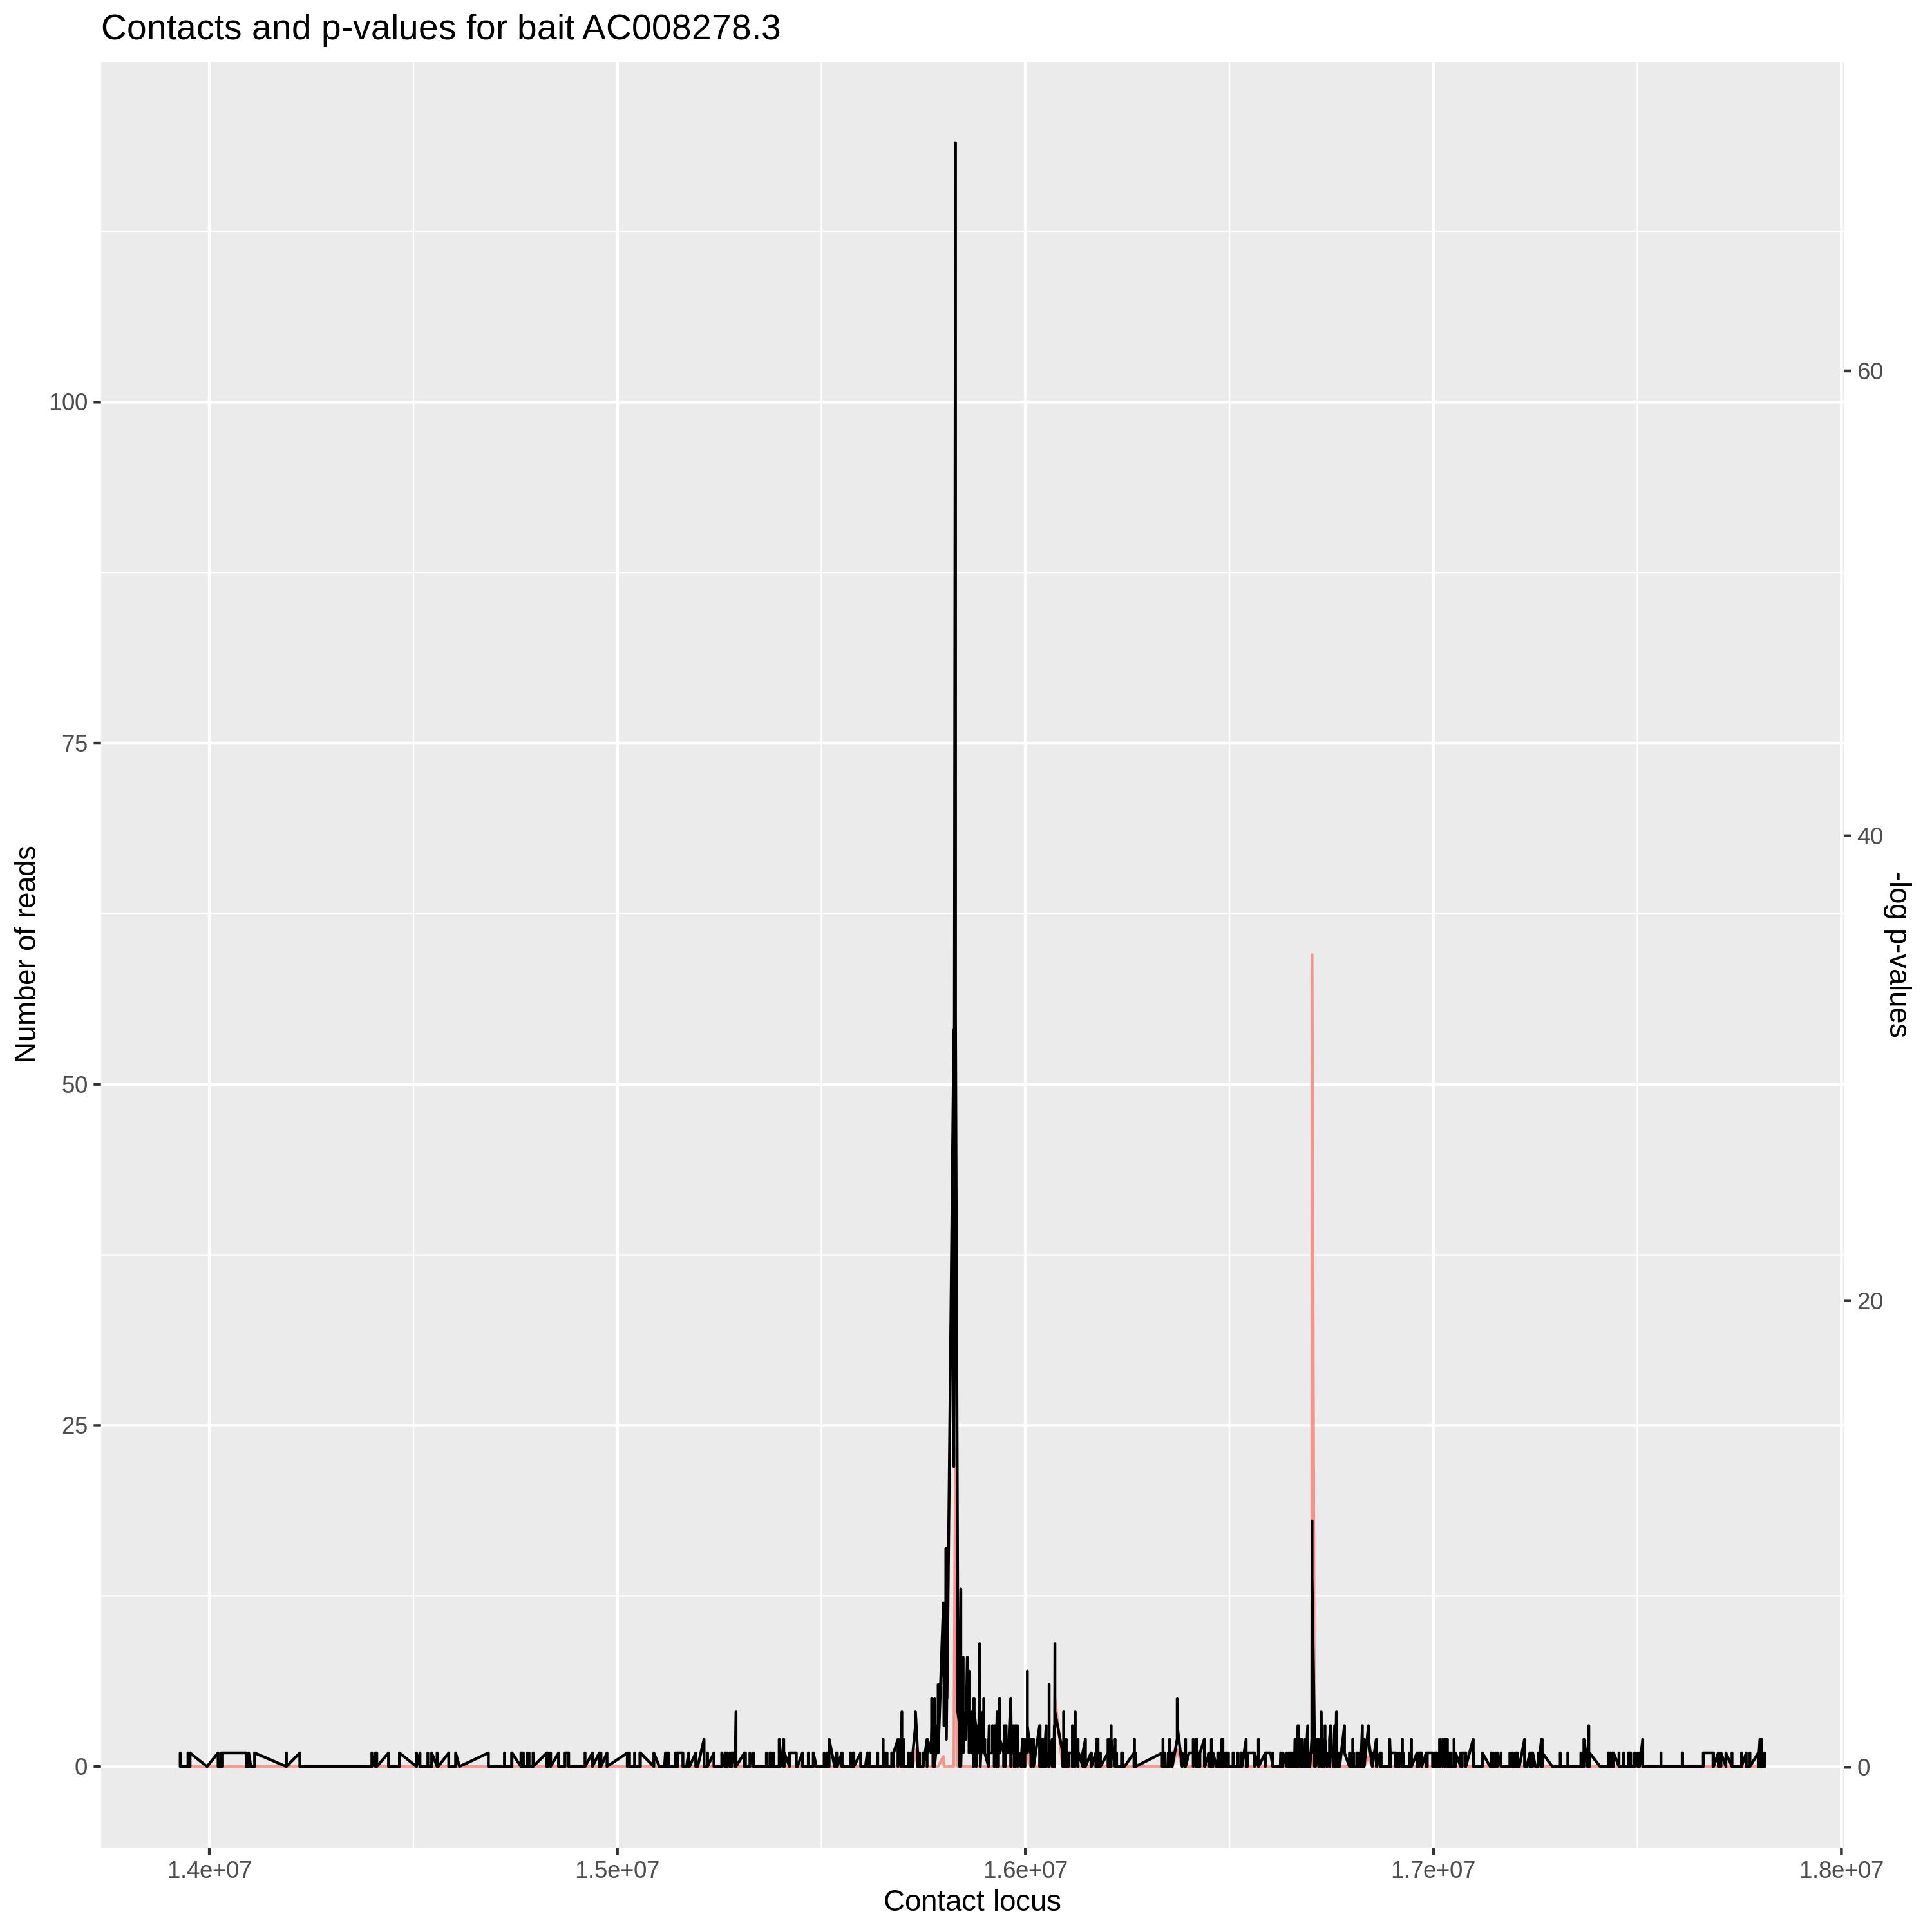 Contacts and p-values for bait AC008278.3
Number of reads
100
75
50
25
0
60
40
20
0
-log p-values
1.4e+07
1.5e+07
1.6e+07
1.7e+07
1.8e+07
Contact locus